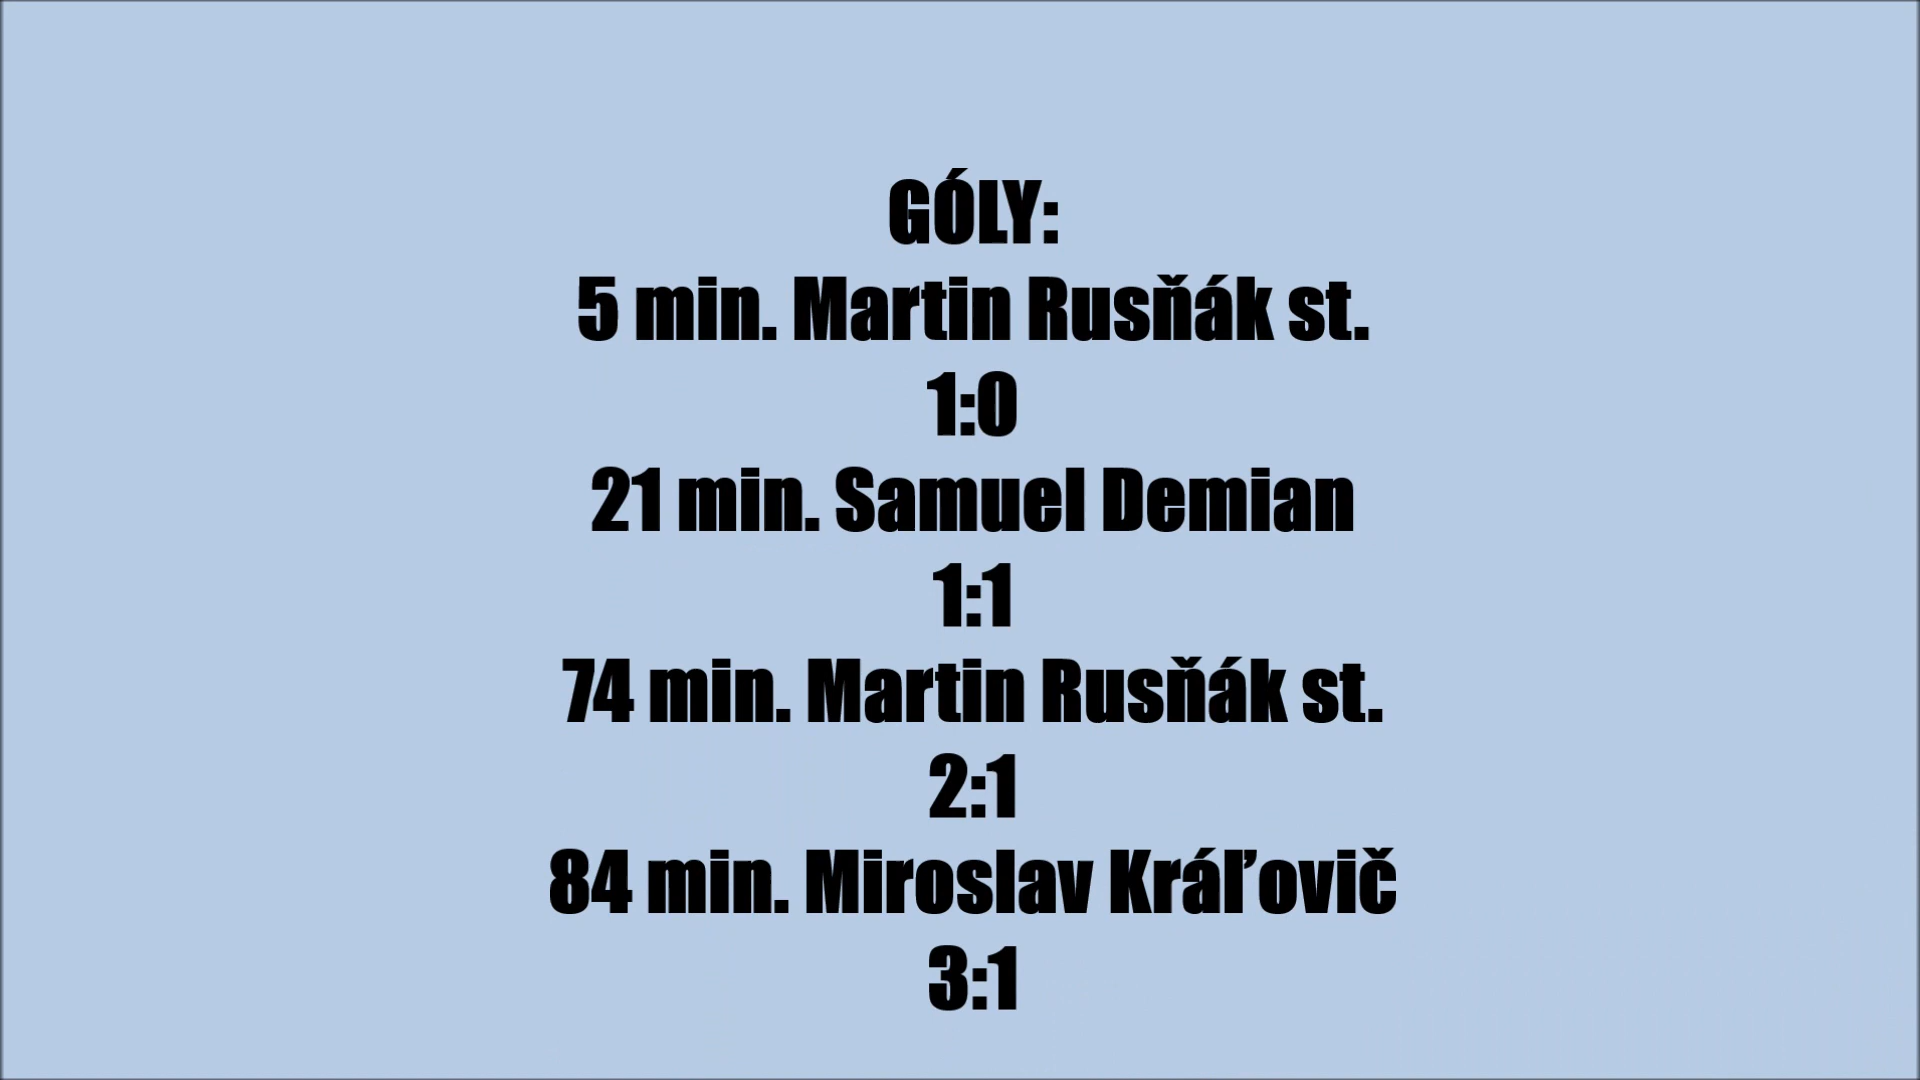 GÓLY:
5 min. Martin Rusňák st.
1:0
21 min. Samuel Demian
1:1
74 min. Martin Rusňák st.
2:1
84 min. Miroslav Kráľovič
3:1